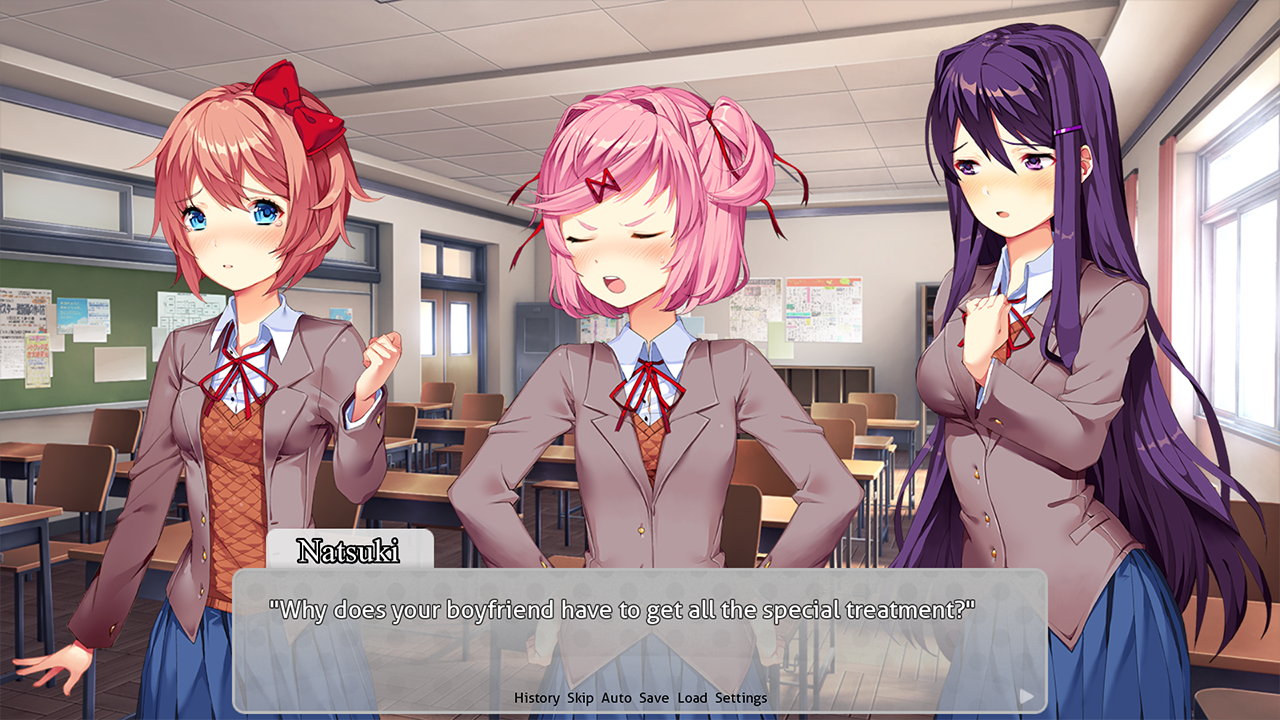 Natsuki
"Why does your boyfriend have to get all the special treatment?"
History Skip Auto Save Load Settings